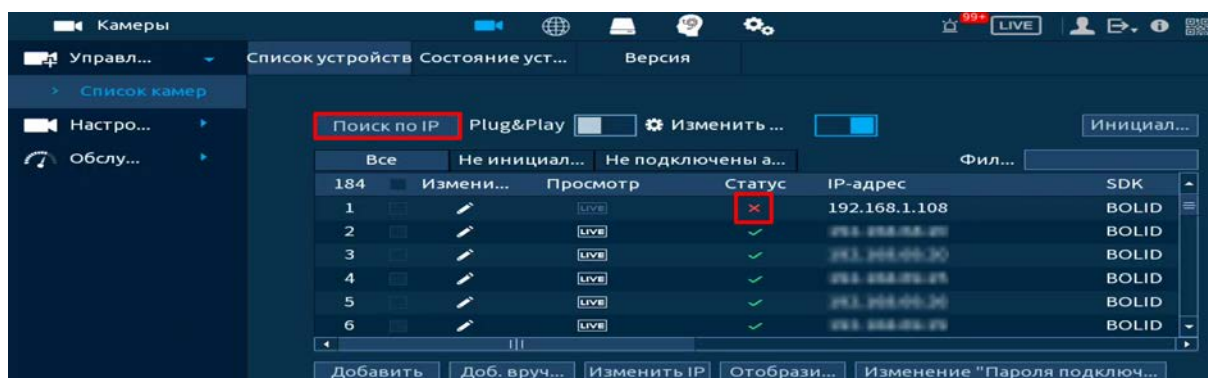 Камеры 99+ LIVE
Управл... Список устройств Состояние уст... Версия
> Список камер
Настро... Поиск по IP Plug&Play Изменить ... Инициал...
Обслу... Все Не инициал... Не подключены а... Фил...
184 Измени... Просмотр Статус IP-адрес SDK
1 LIVE 192.168.1.108 BOLID
2 LIVE BOLID
3 LIVE BOLID
4 LIVE BOLID
5 LIVE BOLID
6 LIVE BOLID
Добавить Доб. вруч... Изменить IP Отобрази... Изменение "Пароля подключ...